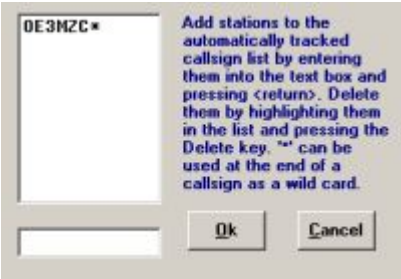 OE3MZC*
Add stations to the
automatically tracked
callsign list by entering
them into the text box and
pressing <return>. Delete
them by highlighting them
in the list and pressing the
Delete key. '*' can be
used at the end of a
callsign as a wild card.
Ok
Cancel